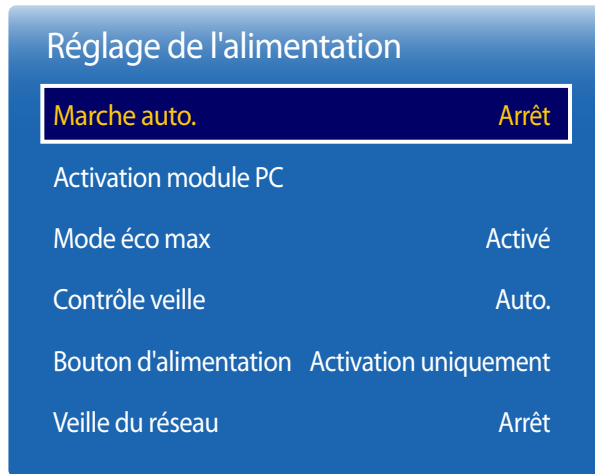 Réglage de l'alimentation
Marche auto. Arrêt
Activation module PC
Mode éco max Activé
Contrôle veille Auto.
Bouton d'alimentation Activation uniquement
Veille du réseau Arrêt